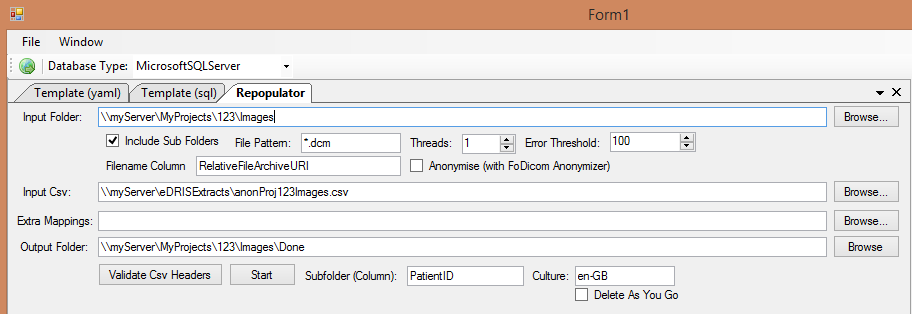 Form1
File Window
Database Type: MicrosoftSQLServer
Template (yaml) Template (sql) Repopulator
Input Folder: \\myServer\MyProjects\123\Images Browse...
Include Sub Folders File Pattern: *.dcm Threads: 1 Error Threshold: 100
Filename Column RelativeFileArchiveURI Anonymise (with FoDicom Anonymizer)
Input Csv: \\myServer\eDRISExtracts\anonProj123Images.csv Browse...
Extra Mappings: Browse...
Output Folder: \\myServer\MyProjects\123\Images\Done Browse
Validate Csv Headers Start Subfolder (Column): PatientID Culture: en-GB
Delete As You Go